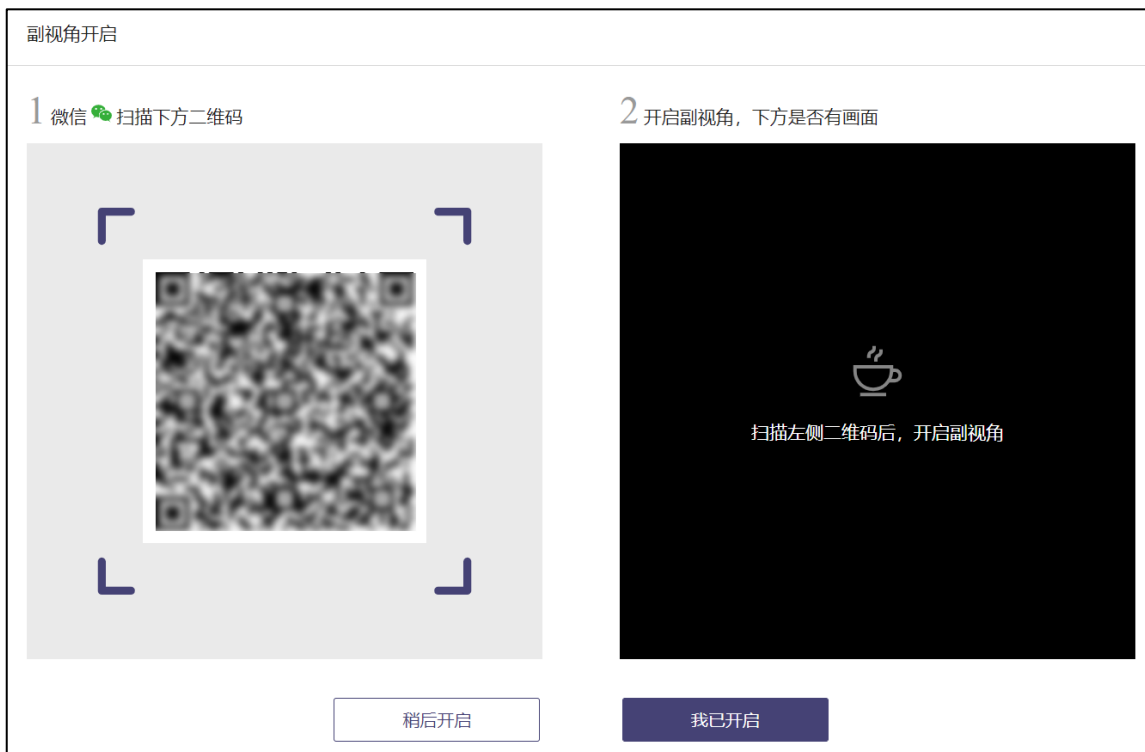 副视角开启
1 微信 扫描下方二维码
2 开启副视角，下方是否有画面
扫描左侧二维码后，开启副视角
稍后开启
我已开启